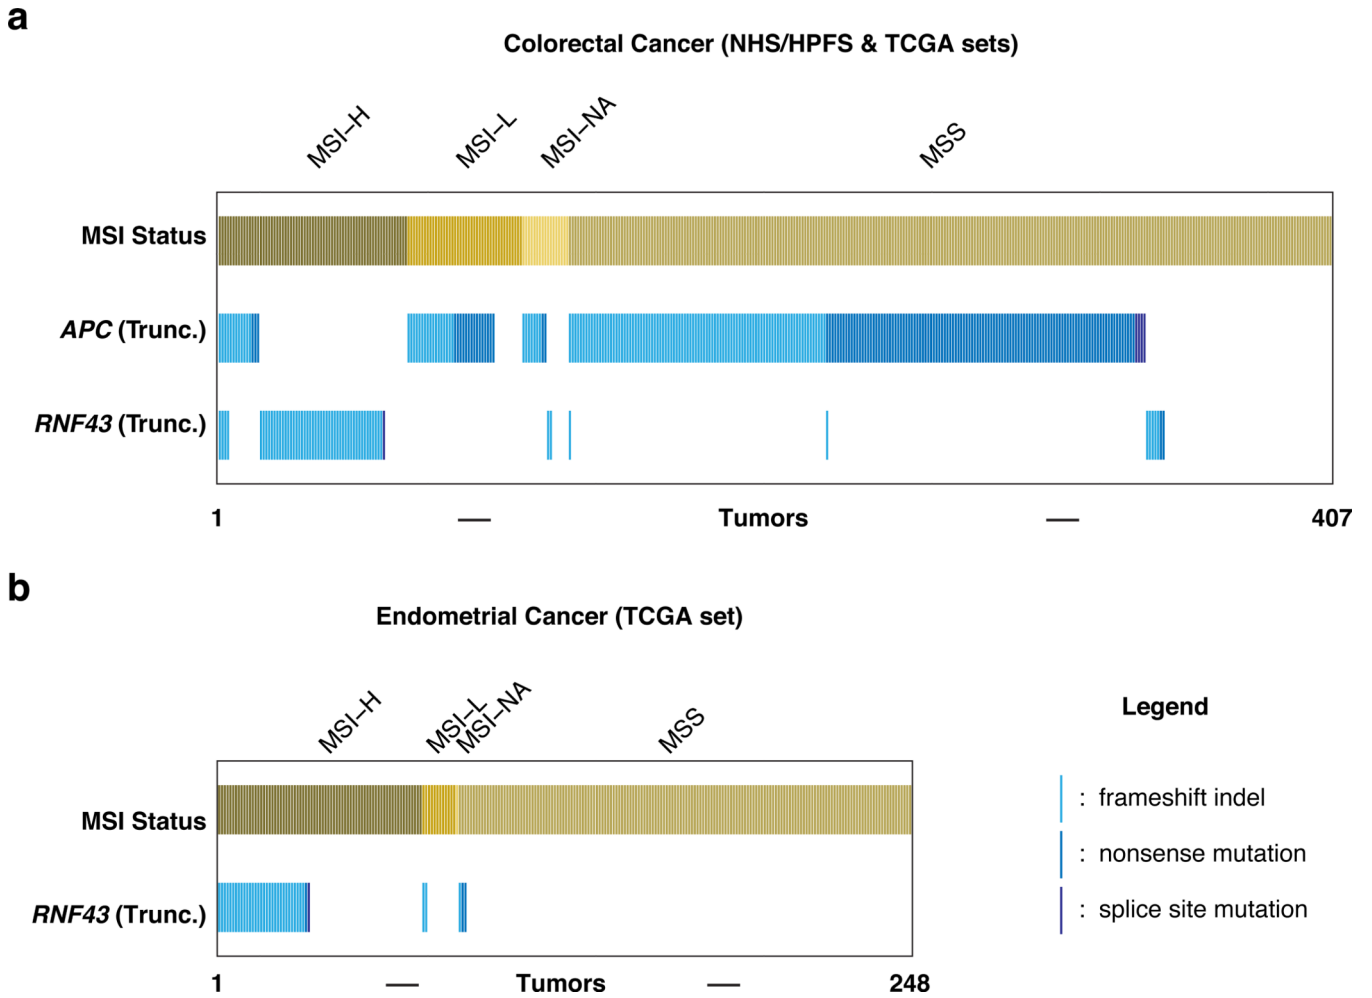 a
Colorectal Cancer (NHS/HPFS & TCGA sets)
MSI–H
MSI–L
MSI–NA
MSS
MSI Status
APC (Trunc.)
RNF43 (Trunc.)
1 — Tumors — 407
b
Endometrial Cancer (TCGA set)
MSI–H
MSI–L
MSI–NA
MSS
MSI Status
RNF43 (Trunc.)
1 — Tumors — 248
Legend
: frameshift indel
: nonsense mutation
: splice site mutation